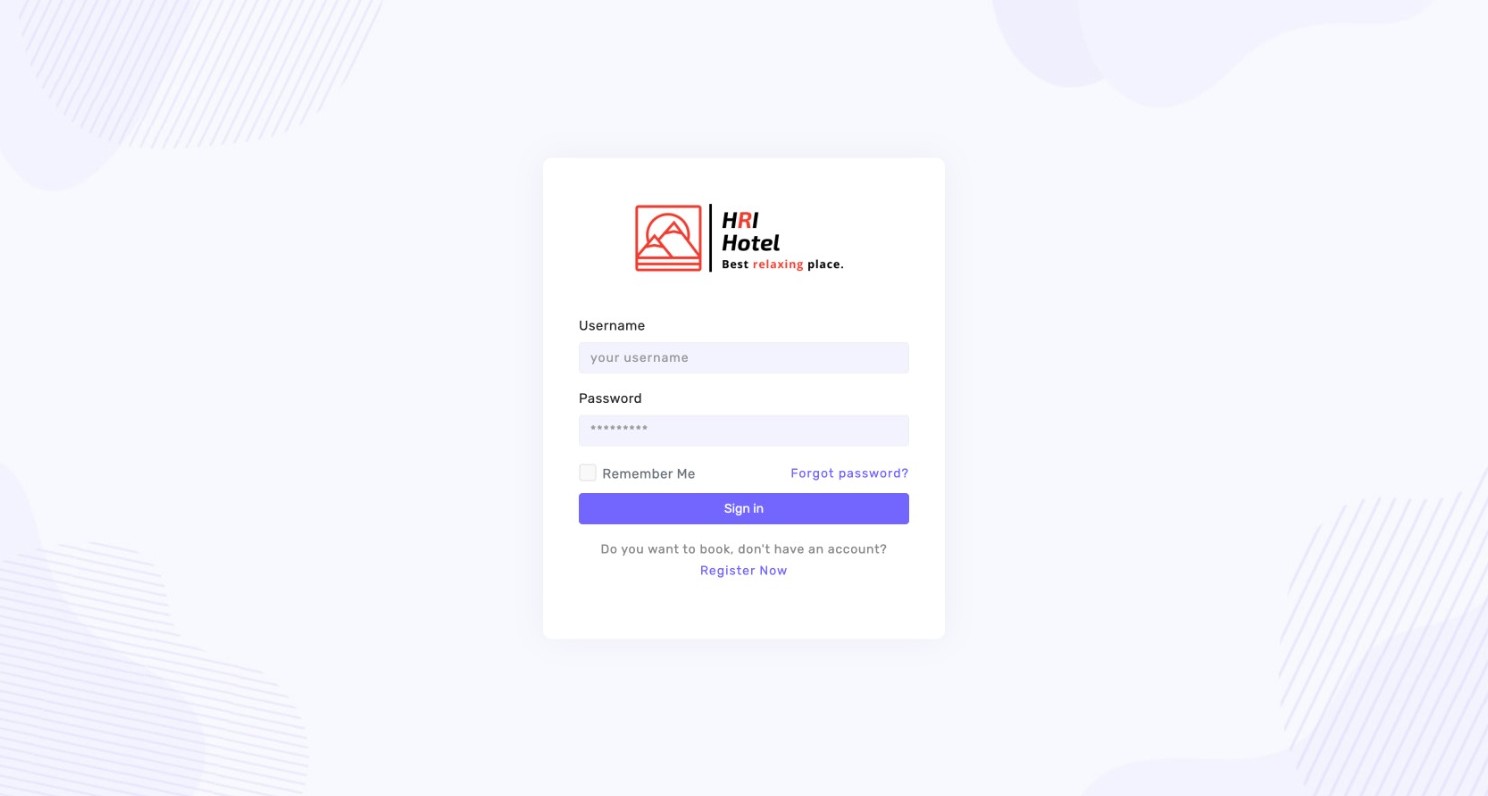 HRI
Hotel
Best relaxing place.
Username
your username
Password
*********
Remember Me
Forgot password?
Sign in
Do you want to book, don't have an account?
Register Now